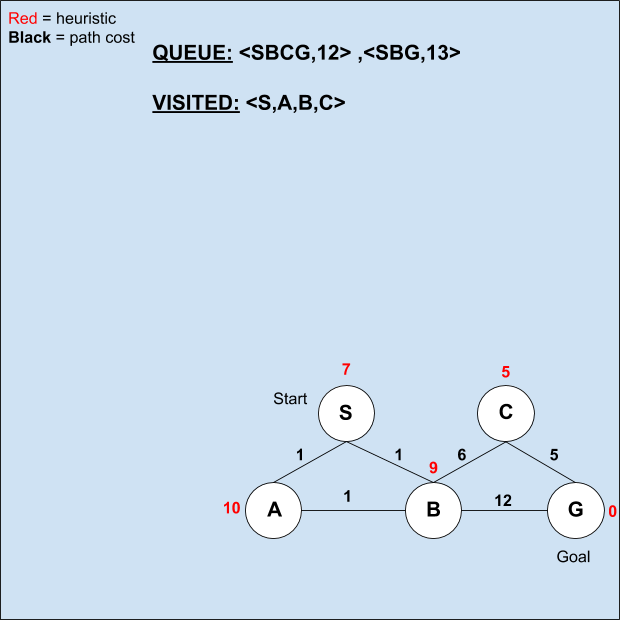 Red = heuristic
Black = path cost
QUEUE: <SBCG,12> ,<SBG,13>
VISITED: <S,A,B,C>
7
5
Start
S
C
1
1
6
5
9
10
A
1
B
12
G
0
Goal